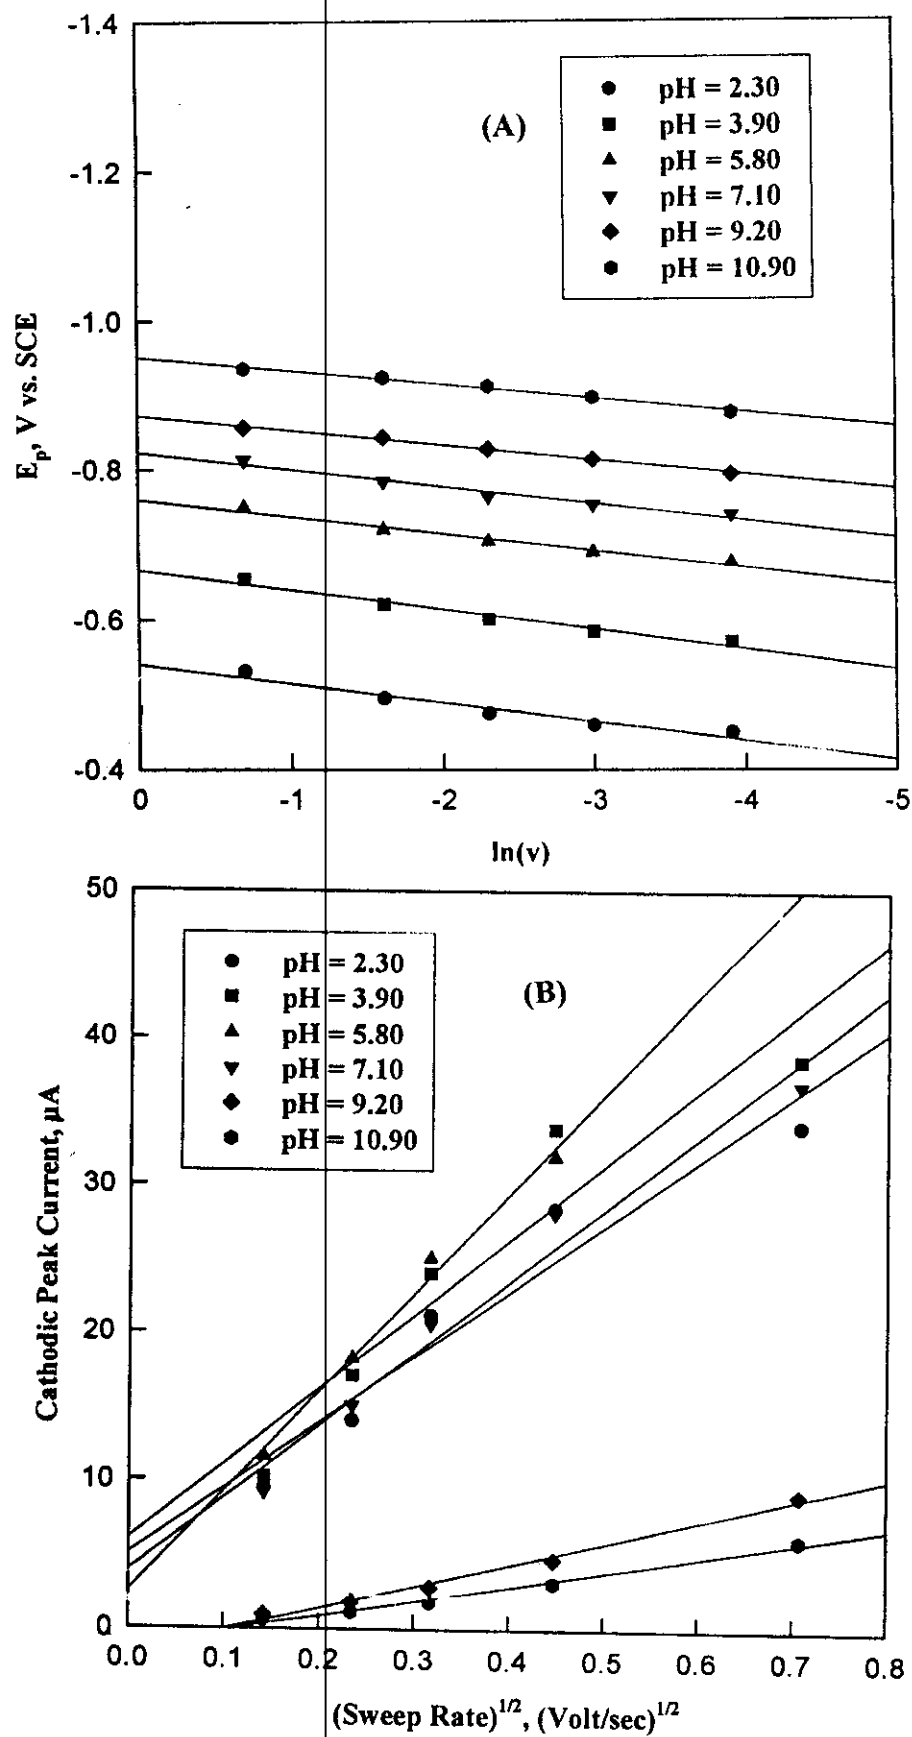 -1.4
-1.2
-1.0
-0.8
-0.6
-0.4
E_p, V vs. SCE
(A)
pH = 2.30
pH = 3.90
pH = 5.80
pH = 7.10
pH = 9.20
pH = 10.90
0 -1 -2 -3 -4 -5
ln(v)
50
40
30
20
10
0
Cathodic Peak Current, µA
(B)
pH = 2.30
pH = 3.90
pH = 5.80
pH = 7.10
pH = 9.20
pH = 10.90
0.0 0.1 0.2 0.3 0.4 0.5 0.6 0.7 0.8
(Sweep Rate)^1/2, (Volt/sec)^1/2